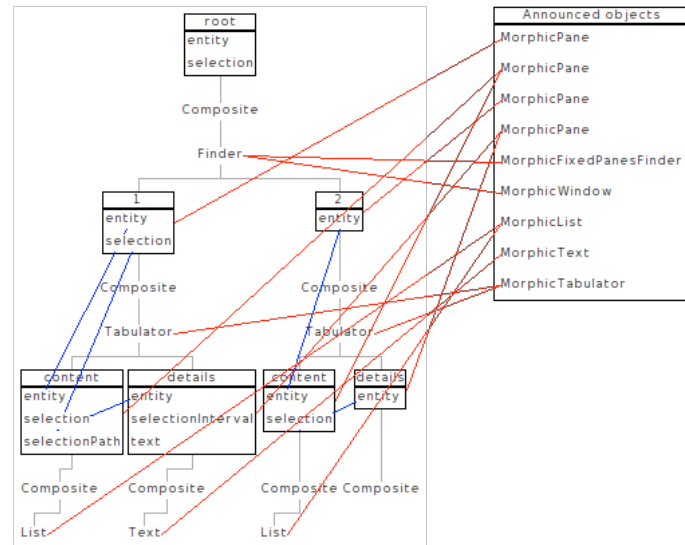 root
entity
selection
Composite
Finder
1
entity
selection
2
entity
Composite
Composite
Tabulator
Tabulator
content
entity
selection
selectionPath
details
entity
selectionInterval
text
content
entity
selection
details
entity
Composite
Composite
Composite
Composite
List
Text
List
Announced objects
MorphicPane
MorphicPane
MorphicPane
MorphicPane
MorphicFixedPanesFinder
MorphicWindow
MorphicList
MorphicText
MorphicTabulator